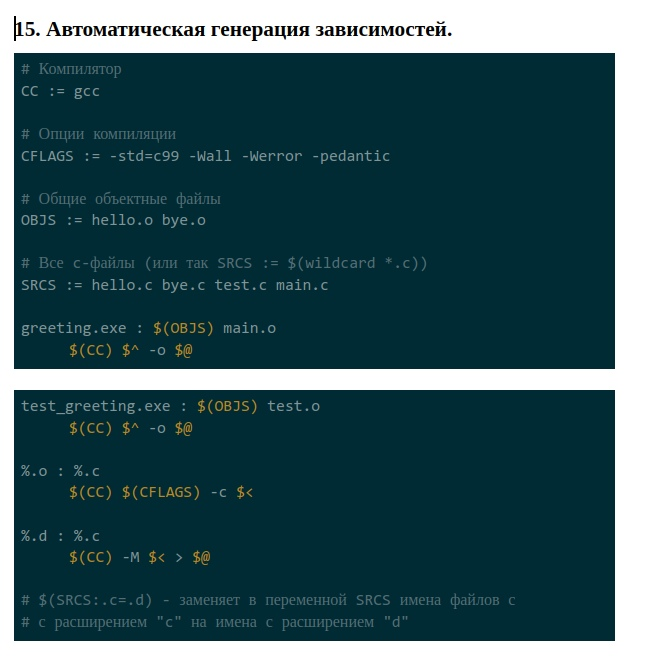 15. Автоматическая генерация зависимостей.
# Компилятор
CC := gcc
# Опции компиляции
CFLAGS := -std=c99 -Wall -Werror -pedantic
# Общие объектные файлы
OBJS := hello.o bye.o
# Все c-файлы (или так SRCS := $(wildcard *.c))
SRCS := hello.c bye.c test.c main.c
greeting.exe : $(OBJS) main.o
$(CC) $^ -o $@
test_greeting.exe : $(OBJS) test.o
$(CC) $^ -o $@
%.o : %.c
$(CC) $(CFLAGS) -c $<
%.d : %.c
$(CC) -M $< > $@
# $(SRCS:.c=.d) - заменяет в переменной SRCS имена файлов с
# с расширением "c" на имена с расширением "d"